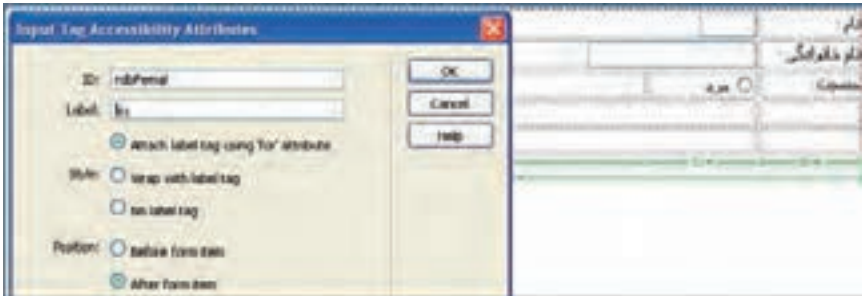 Input Tag Accessibility Attributes
ID: rdbFemal
Label:
Attach label tag using 'for' attribute
Style: Wrap with label tag
No label tag
Position: Before form item
After form item
OK
Cancel
Help
نام :
نام خانوادگی :
جنسیت
مرد